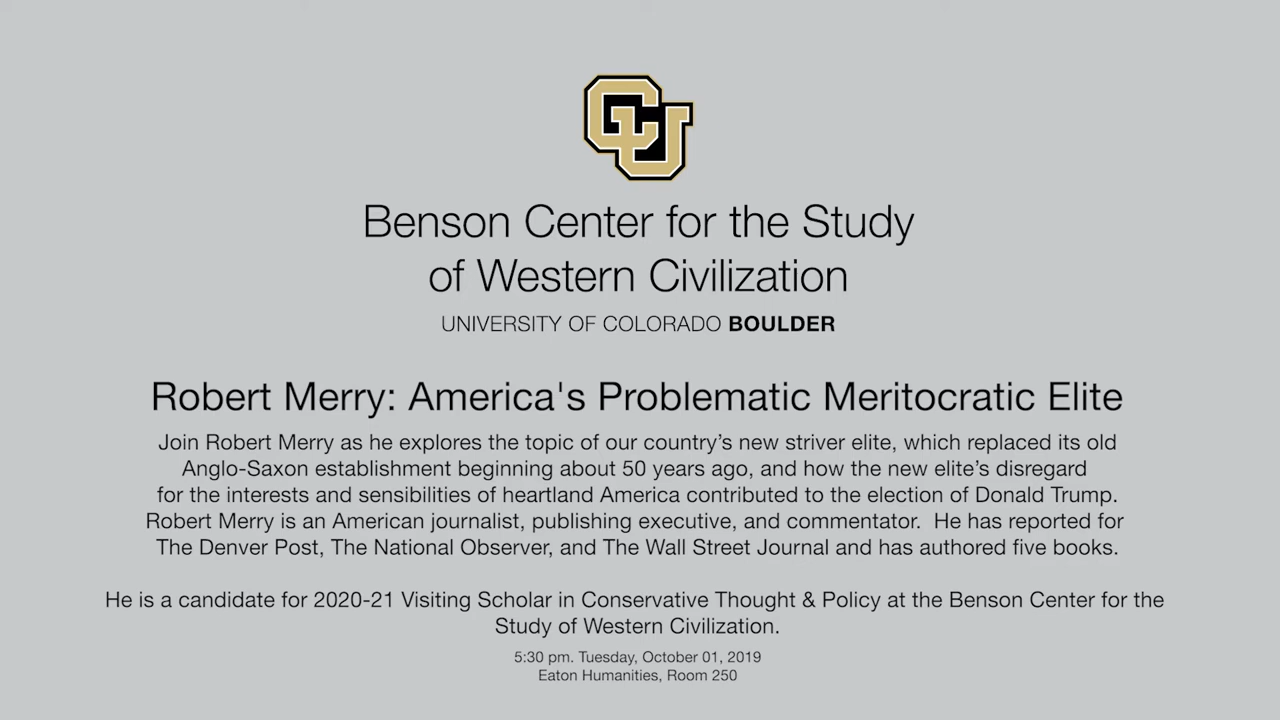 CU
Benson Center for the Study
of Western Civilization
UNIVERSITY OF COLORADO BOULDER
Robert Merry: America's Problematic Meritocratic Elite
Join Robert Merry as he explores the topic of our country’s new striver elite, which replaced its old
Anglo-Saxon establishment beginning about 50 years ago, and how the new elite’s disregard
for the interests and sensibilities of heartland America contributed to the election of Donald Trump.
Robert Merry is an American journalist, publishing executive, and commentator.  He has reported for
The Denver Post, The National Observer, and The Wall Street Journal and has authored five books.
He is a candidate for 2020-21 Visiting Scholar in Conservative Thought & Policy at the Benson Center for the
Study of Western Civilization.
5:30 pm. Tuesday, October 01, 2019
Eaton Humanities, Room 250